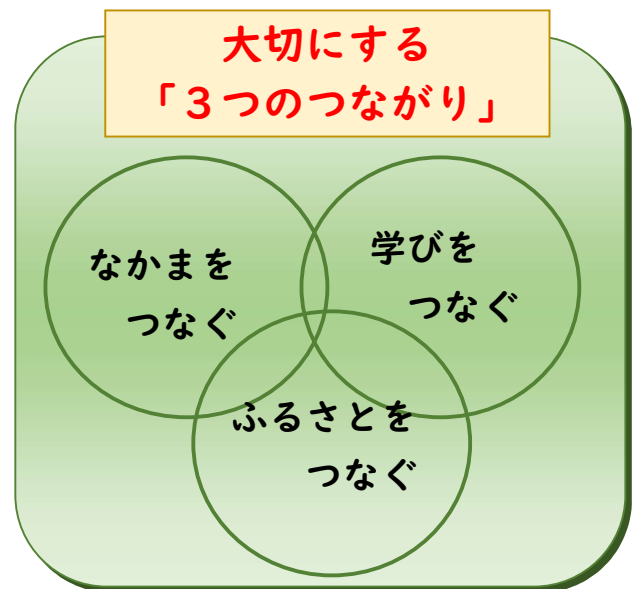 大切にする
「３つのつながり」
なかまを
つなぐ
学びを
つなぐ
ふるさとを
つなぐ